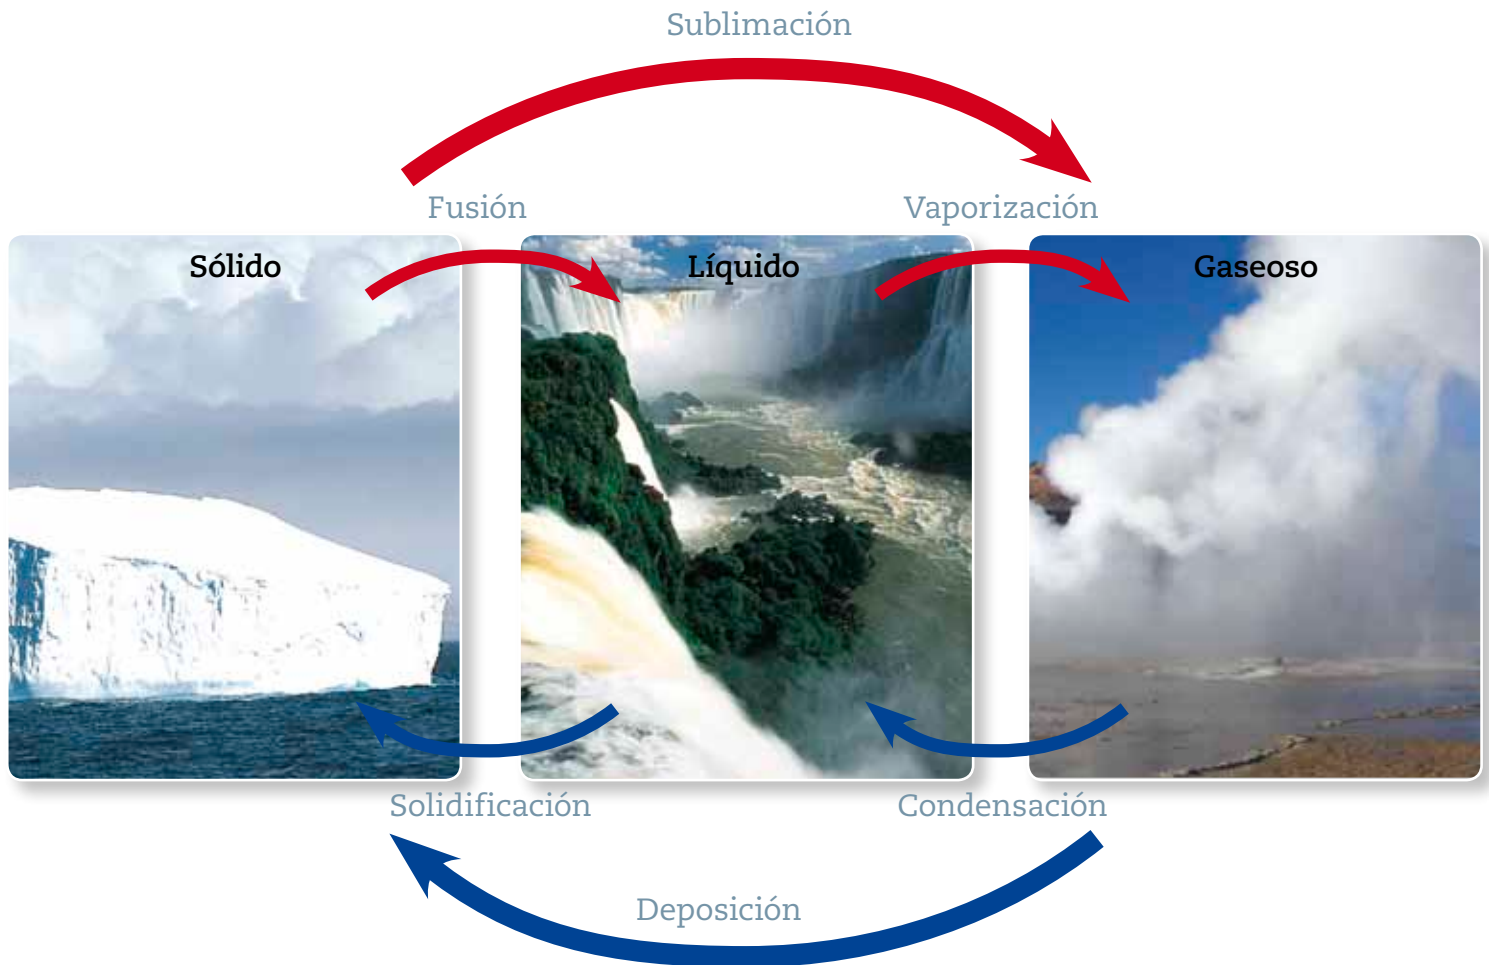 Sublimación
Fusión
Vaporización
Sólido
Líquido
Gaseoso
Solidificación
Condensación
Deposición